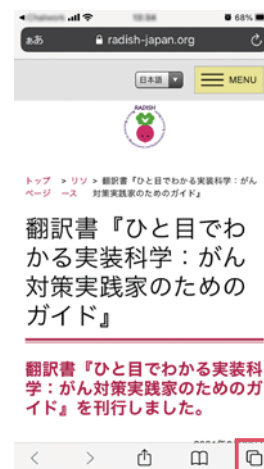 68%
ああ radish-japan.org
日本語 MENU
RADISH
トップ > リソ > 翻訳書『ひと目でわかる実装科学：がん
ページ ース 対策実践家のためのガイド』
翻訳書『ひと目でわ
かる実装科学：がん
対策実践家のための
ガイド』
翻訳書『ひと目でわかる実装科
学：がん対策実践家のためのガ
イド』を刊行しました。